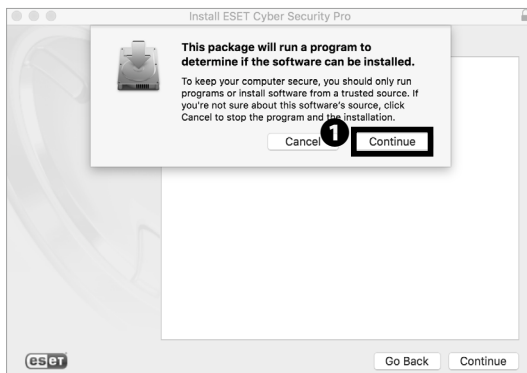 Install ESET Cyber Security Pro
This package will run a program to
determine if the software can be installed.
To keep your computer secure, you should only run
programs or install software from a trusted source. If
you're not sure about this software's source, click
Cancel to stop the program and the installation.
1
Cancel Continue
eset Go Back Continue